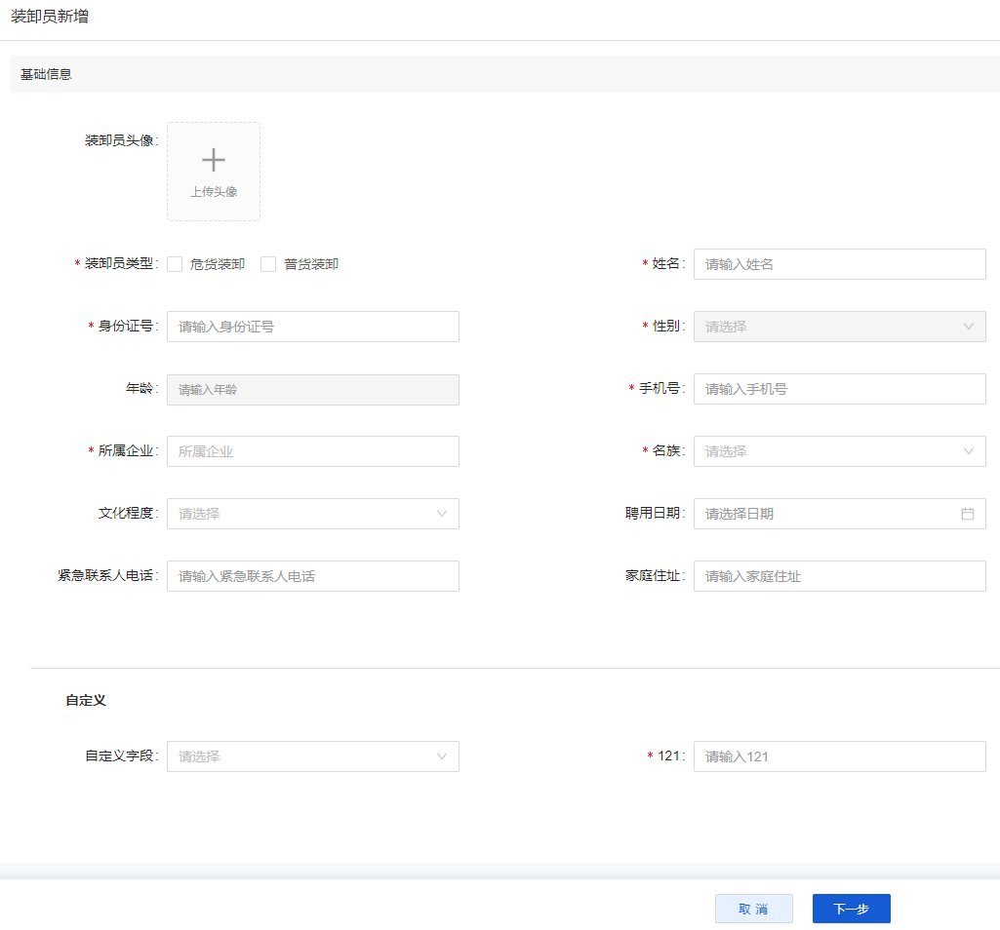 装卸员新增
基础信息
装卸员头像:
上传头像
* 装卸员类型: 危货装卸 普货装卸 * 姓名: 请输入姓名
* 身份证号: 请输入身份证号 * 性别: 请选择
年龄: 请输入年龄 * 手机号: 请输入手机号
* 所属企业: 所属企业 * 名族: 请选择
文化程度: 请选择 聘用日期: 请选择日期
紧急联系人电话: 请输入紧急联系人电话 家庭住址: 请输入家庭住址
自定义
自定义字段: 请选择 * 121: 请输入121
取 消 下一步